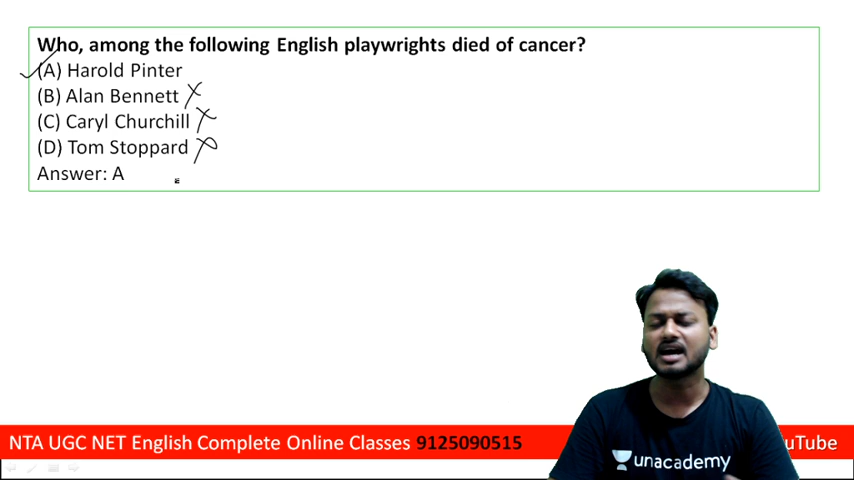 Who, among the following English playwrights died of cancer?
(A) Harold Pinter
(B) Alan Bennett
(C) Caryl Churchill
(D) Tom Stoppard
Answer: A
NTA UGC NET English Complete Online Classes 9125090515
uTube
unacademy